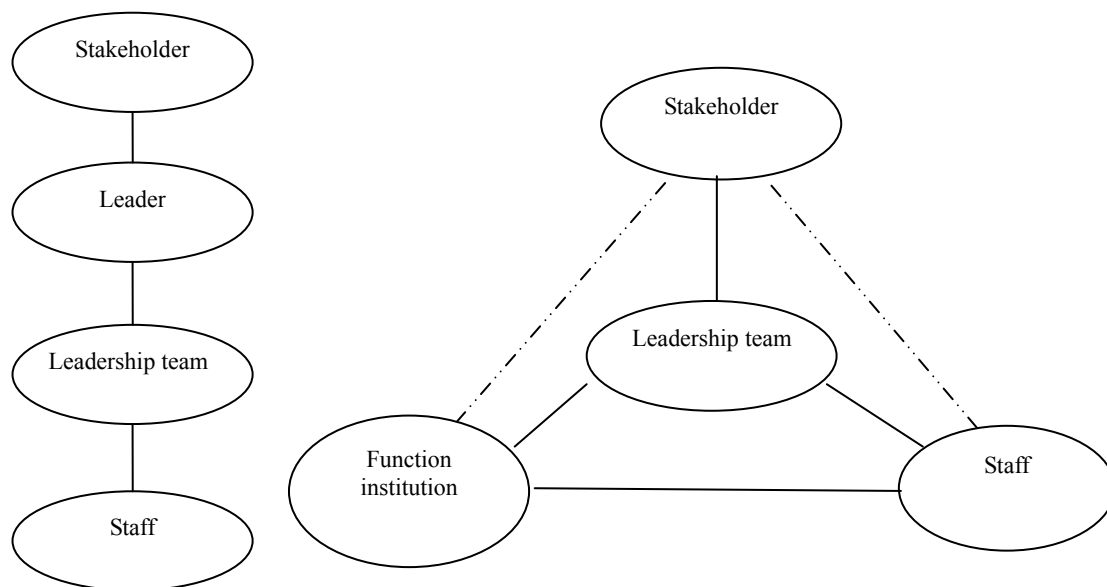 Stakeholder
Leader
Leadership team
Staff
Stakeholder
Leadership team
Function
institution
Staff